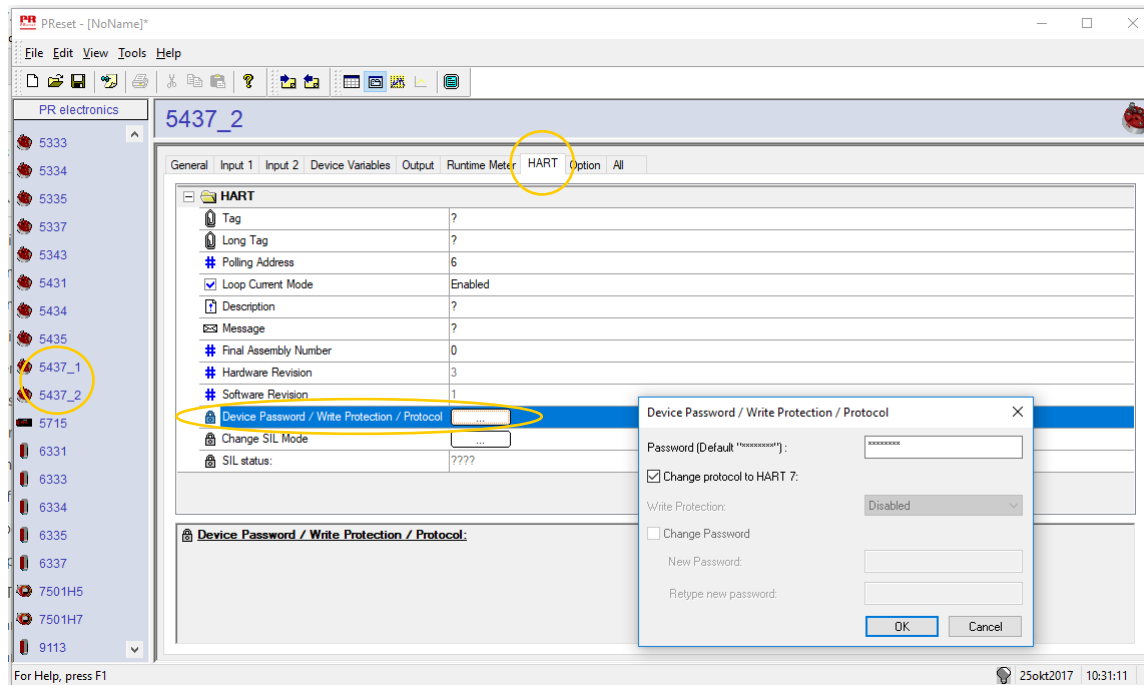 PR PReset - [NoName]*
File Edit View Tools Help
PR electronics
5333
5334
5335
5337
5343
5431
5434
5435
5437_1
5437_2
5715
6331
6333
6334
6335
6337
7501H5
7501H7
9113
5437_2
General Input 1 Input 2 Device Variables Output Runtime Meter HART Option All
HART
Tag ?
Long Tag ?
# Polling Address 6
Loop Current Mode Enabled
Description ?
Message ?
# Final Assembly Number 0
# Hardware Revision 3
# Software Revision 1
Device Password / Write Protection / Protocol ...
Change SIL Mode ...
SIL status: ????
Device Password / Write Protection / Protocol:
Device Password / Write Protection / Protocol
Password (Default "********") : ********
Change protocol to HART 7:
Write Protection: Disabled
Change Password
New Password:
Retype new password:
OK Cancel
For Help, press F1 25okt2017 10:31:11